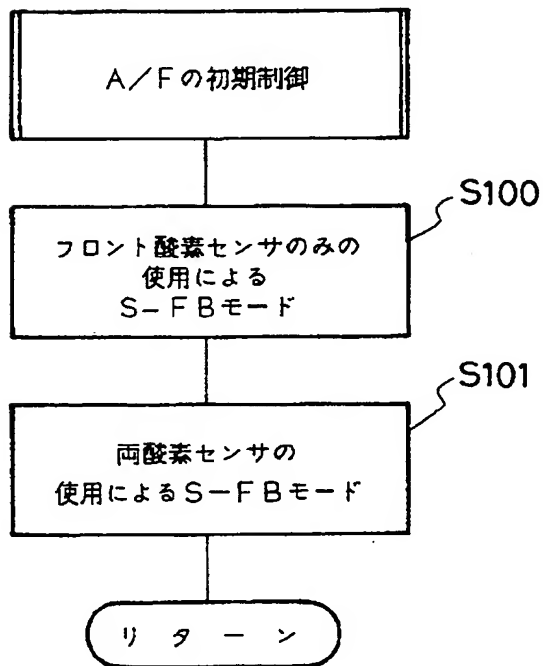 A/Fの初期制御
S100
フロント酸素センサのみの
使用による
S-FBモード
S101
両酸素センサの
使用によるS-FBモード
リターン